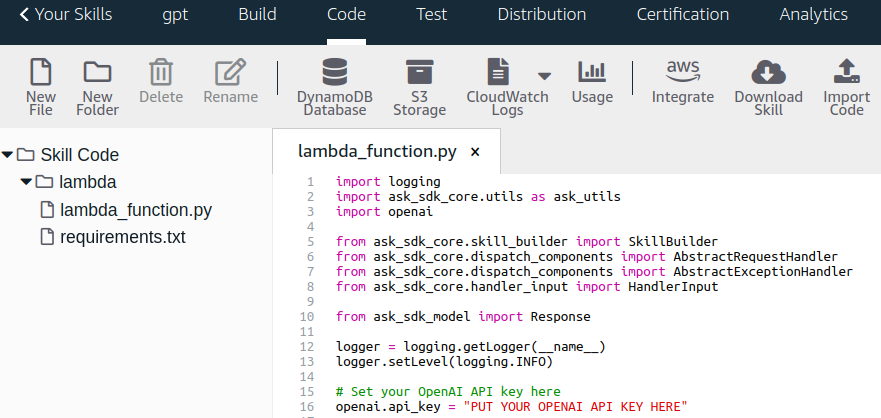 Your Skills gpt Build Code Test Distribution Certification Analytics
New File New Folder Delete Rename DynamoDB Database S3 Storage CloudWatch Logs Usage aws Integrate Download Skill Import Code
Skill Code
lambda
lambda_function.py
requirements.txt
lambda_function.py ×
1 import logging
2 import ask_sdk_core.utils as ask_utils
3 import openai
4
5 from ask_sdk_core.skill_builder import SkillBuilder
6 from ask_sdk_core.dispatch_components import AbstractRequestHandler
7 from ask_sdk_core.dispatch_components import AbstractExceptionHandler
8 from ask_sdk_core.handler_input import HandlerInput
9
10 from ask_sdk_model import Response
11
12 logger = logging.getLogger(__name__)
13 logger.setLevel(logging.INFO)
14
15 # Set your OpenAI API key here
16 openai.api_key = "PUT YOUR OPENAI API KEY HERE"